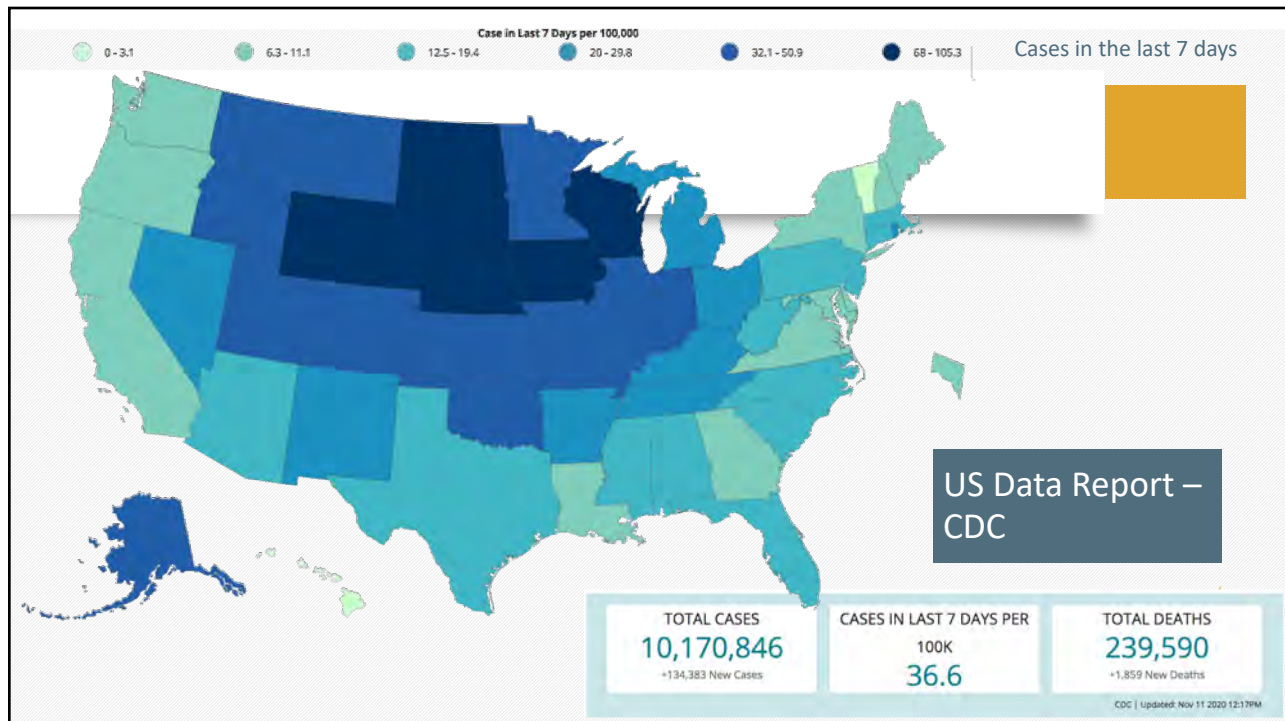 Case in Last 7 Days per 100,000
0 - 3.1
6.3 - 11.1
12.5 - 19.4
20 - 29.8
32.1 - 50.9
68 - 105.3
Cases in the last 7 days
US Data Report –
CDC
TOTAL CASES
10,170,846
+134,383 New Cases
CASES IN LAST 7 DAYS PER
100K
36.6
TOTAL DEATHS
239,590
+1,859 New Deaths
CDC | Updated: Nov 11 2020 12:17PM